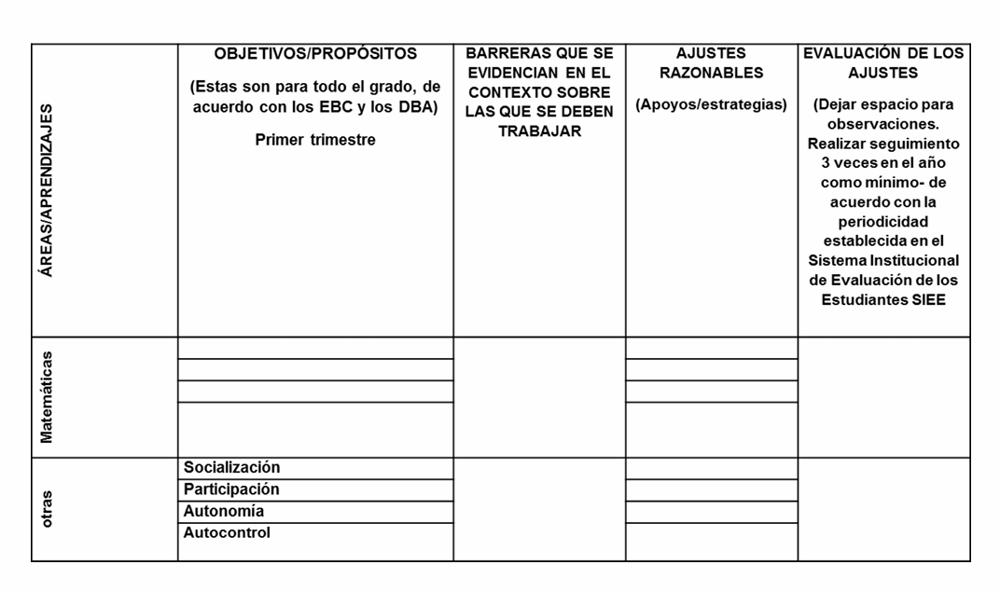 ÁREAS/APRENDIZAJES
OBJETIVOS/PROPÓSITOS
(Estas son para todo el grado, de
acuerdo con los EBC y los DBA)
Primer trimestre
BARRERAS QUE SE
EVIDENCIAN EN EL
CONTEXTO SOBRE
LAS QUE SE DEBEN
TRABAJAR
AJUSTES
RAZONABLES
(Apoyos/estrategias)
EVALUACIÓN DE LOS
AJUSTES
(Dejar espacio para
observaciones.
Realizar seguimiento
3 veces en el año
como mínimo- de
acuerdo con la
periodicidad
establecida en el
Sistema Institucional
de Evaluación de los
Estudiantes SIEE
Matemáticas
otras
Socialización
Participación
Autonomía
Autocontrol